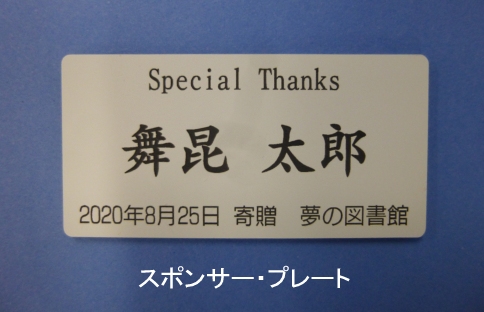 Special Thanks
舞昆 太郎
2020年8月25日 寄贈 夢の図書館
スポンサー・プレート